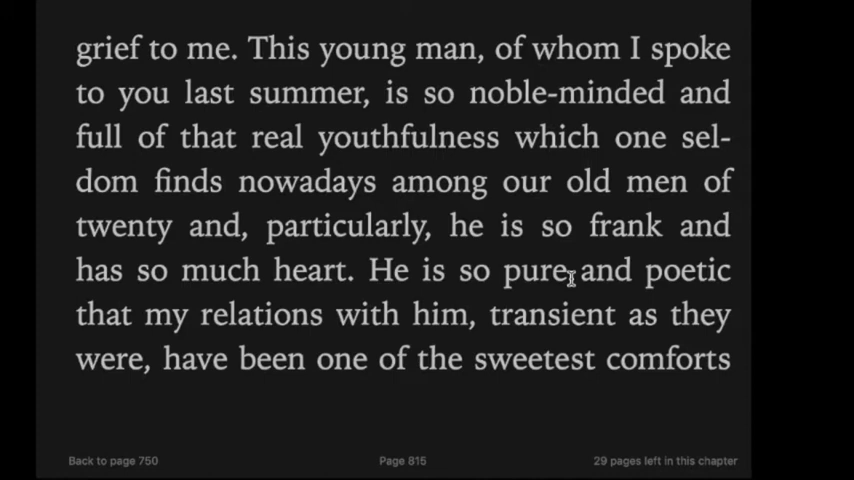 grief to me. This young man, of whom I spoke
to you last summer, is so noble-minded and
full of that real youthfulness which one sel-
dom finds nowadays among our old men of
twenty and, particularly, he is so frank and
has so much heart. He is so pure and poetic
that my relations with him, transient as they
were, have been one of the sweetest comforts
Back to page 750
Page 815
29 pages left in this chapter